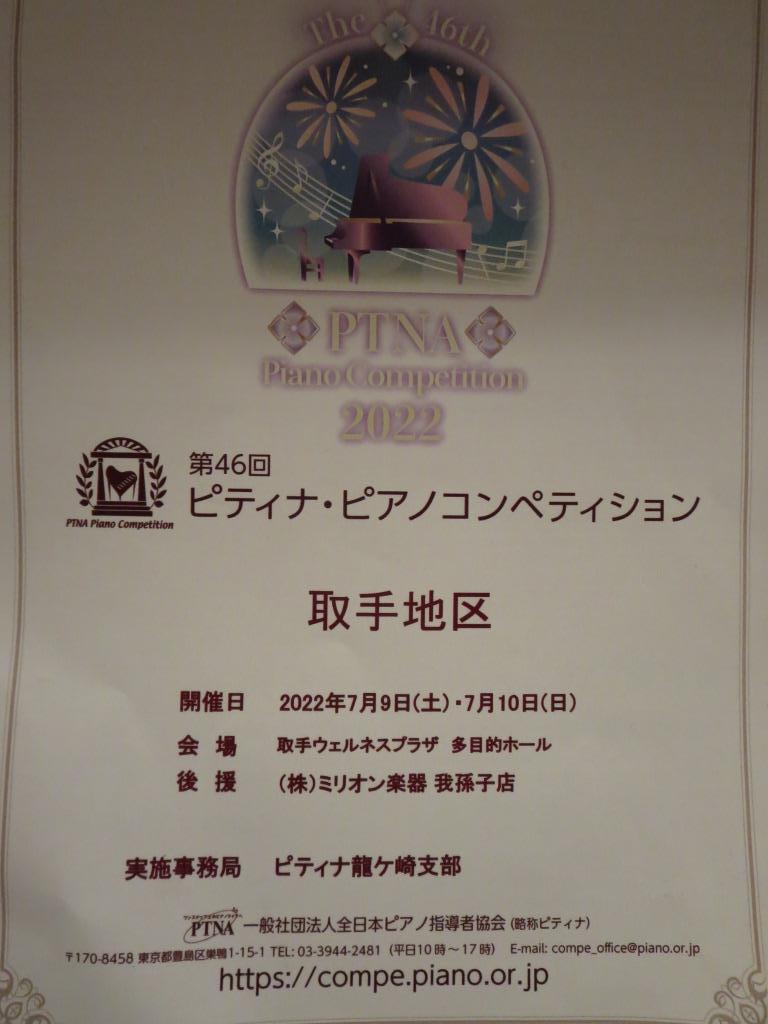 The 46th
PTNA
Piano Competition
2022
第46回
ピティナ・ピアノコンペティション
PTNA Piano Competition
取手地区
開催日 2022年7月9日(土)・7月10日(日)
会 場 取手ウェルネスプラザ 多目的ホール
後 援 (株)ミリオン楽器 我孫子店
実施事務局 ピティナ龍ケ崎支部
PTNA 一般社団法人全日本ピアノ指導者協会 (略称ピティナ)
〒170-8458 東京都豊島区巣鴨1-15-1 TEL: 03-3944-2481 (平日10時～17時) E-mail: compe_office@piano.or.jp
https://compe.piano.or.jp